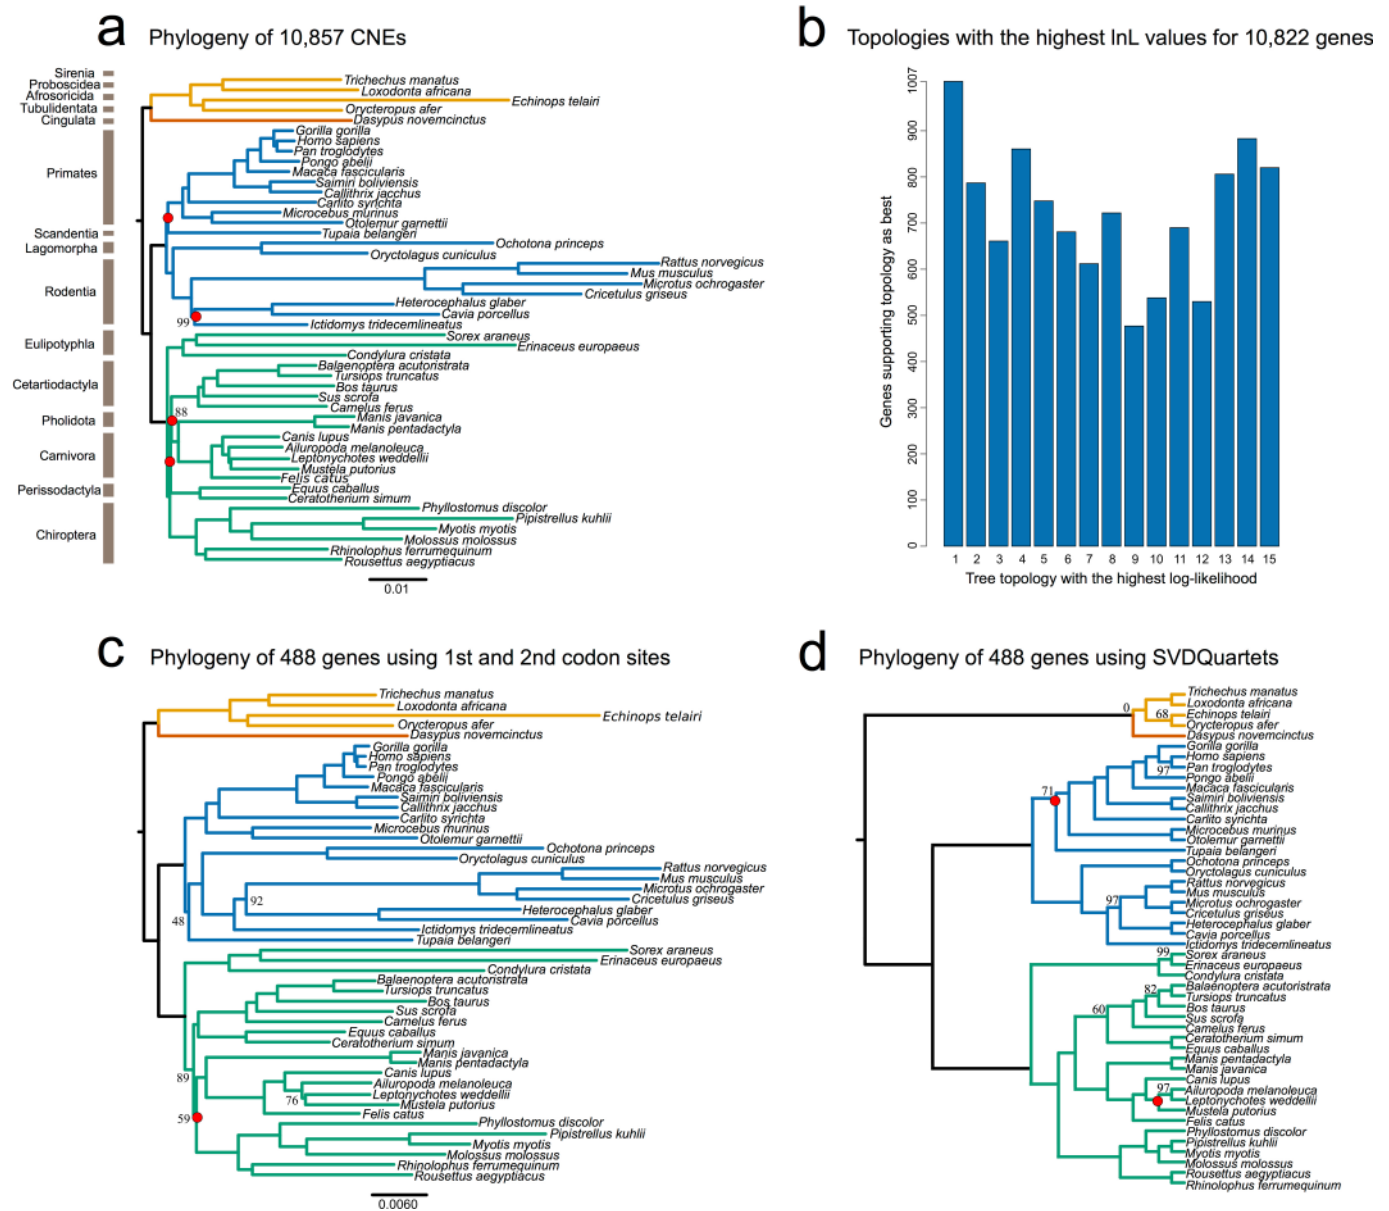 a Phylogeny of 10,857 CNEs
Sirenia
Proboscidea
Afrosoricida
Tubulidentata
Cingulata
Primates
Scandentia
Lagomorpha
Rodentia
Eulipotyphla
Cetartiodactyla
Pholidota
Carnivora
Perissodactyla
Chiroptera
Trichechus manatus
Loxodonta africana
Echinops telairi
Orycteropus afer
Dasypus novemcinctus
Gorilla gorilla
Homo sapiens
Pan troglodytes
Pongo abelii
Macaca fascicularis
Saimiri boliviensis
Callithrix jacchus
Carlito syrichta
Microcebus murinus
Otolemur garnettii
Tupaia belangeri
Ochotona princeps
Oryctolagus cuniculus
Rattus norvegicus
Mus musculus
Microtus ochrogaster
Cricetulus griseus
Heterocephalus glaber
Cavia porcellus
99
Ictidomys tridecemlineatus
Sorex araneus
Erinaceus europaeus
Condylura cristata
Balaenoptera acutoristrata
Tursiops truncatus
Bos taurus
Sus scrofa
Camelus ferus
88
Manis javanica
Manis pentadactyla
Canis lupus
Ailuropoda melanoleuca
Leptonychotes weddellii
Mustela putorius
Felis catus
Equus caballus
Ceratotherium simum
Phyllostomus discolor
Pipistrellus kuhlii
Myotis myotis
Molossus molossus
Rhinolophus ferrumequinum
Rousettus aegyptiacus
0.01
b Topologies with the highest lnL values for 10,822 genes
Genes supporting topology as best
1007
900
800
700
600
500
400
300
200
100
0
1 2 3 4 5 6 7 8 9 10 11 12 13 14 15
Tree topology with the highest log-likelihood
c Phylogeny of 488 genes using 1st and 2nd codon sites
Trichechus manatus
Loxodonta africana
Echinops telairi
Orycteropus afer
Dasypus novemcinctus
Gorilla gorilla
Homo sapiens
Pan troglodytes
Pongo abelii
Macaca fascicularis
Saimiri boliviensis
Callithrix jacchus
Carlito syrichta
Microcebus murinus
Otolemur garnettii
Ochotona princeps
Oryctolagus cuniculus
Rattus norvegicus
Mus musculus
Microtus ochrogaster
Cricetulus griseus
92
Heterocephalus glaber
Cavia porcellus
48
Ictidomys tridecemlineatus
Tupaia belangeri
Sorex araneus
Erinaceus europaeus
Condylura cristata
Balaenoptera acutoristrata
Tursiops truncatus
Bos taurus
Sus scrofa
Camelus ferus
Equus caballus
Ceratotherium simum
Manis javanica
Manis pentadactyla
89
Canis lupus
Ailuropoda melanoleuca
Leptonychotes weddellii
76
Mustela putorius
Felis catus
59
Phyllostomus discolor
Pipistrellus kuhlii
Myotis myotis
Molossus molossus
Rhinolophus ferrumequinum
Rousettus aegyptiacus
0.0060
d Phylogeny of 488 genes using SVDQuartets
Trichechus manatus
Loxodonta africana
0
68
Echinops telairi
Orycteropus afer
Dasypus novemcinctus
Gorilla gorilla
Homo sapiens
Pan troglodytes
97
Pongo abelii
Macaca fascicularis
71
Saimiri boliviensis
Callithrix jacchus
Carlito syrichta
Microcebus murinus
Otolemur garnettii
Tupaia belangeri
Ochotona princeps
Oryctolagus cuniculus
Rattus norvegicus
Mus musculus
97
Microtus ochrogaster
Cricetulus griseus
Heterocephalus glaber
Cavia porcellus
Ictidomys tridecemlineatus
99
Sorex araneus
Erinaceus europaeus
Condylura cristata
Balaenoptera acutoristrata
82
Tursiops truncatus
Bos taurus
60
Sus scrofa
Camelus ferus
Ceratotherium simum
Equus caballus
Manis pentadactyla
Manis javanica
Canis lupus
97
Ailuropoda melanoleuca
Leptonychotes weddellii
Mustela putorius
Felis catus
Phyllostomus discolor
Pipistrellus kuhlii
Myotis myotis
Molossus molossus
Rousettus aegyptiacus
Rhinolophus ferrumequinum